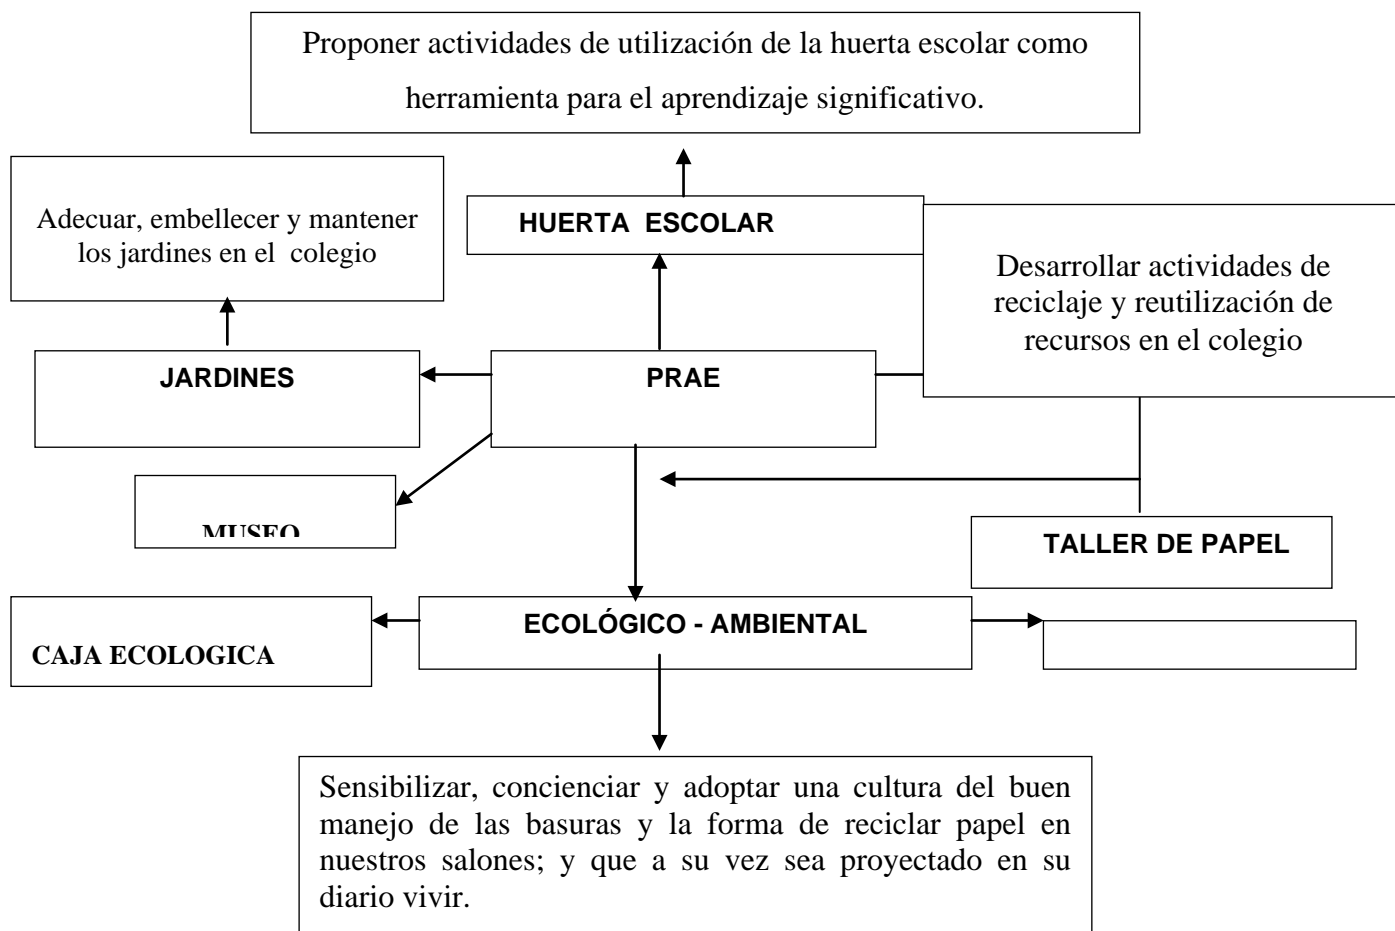 Proponer actividades de utilización de la huerta escolar como
herramienta para el aprendizaje significativo.
Adecuar, embellecer y mantener
los jardines en el colegio
HUERTA ESCOLAR
Desarrollar actividades de
reciclaje y reutilización de
recursos en el colegio
JARDINES
PRAE
MUSEO
TALLER DE PAPEL
CAJA ECOLOGICA
ECOLÓGICO - AMBIENTAL
Sensibilizar, concienciar y adoptar una cultura del buen
manejo de las basuras y la forma de reciclar papel en
nuestros salones; y que a su vez sea proyectado en su
diario vivir.